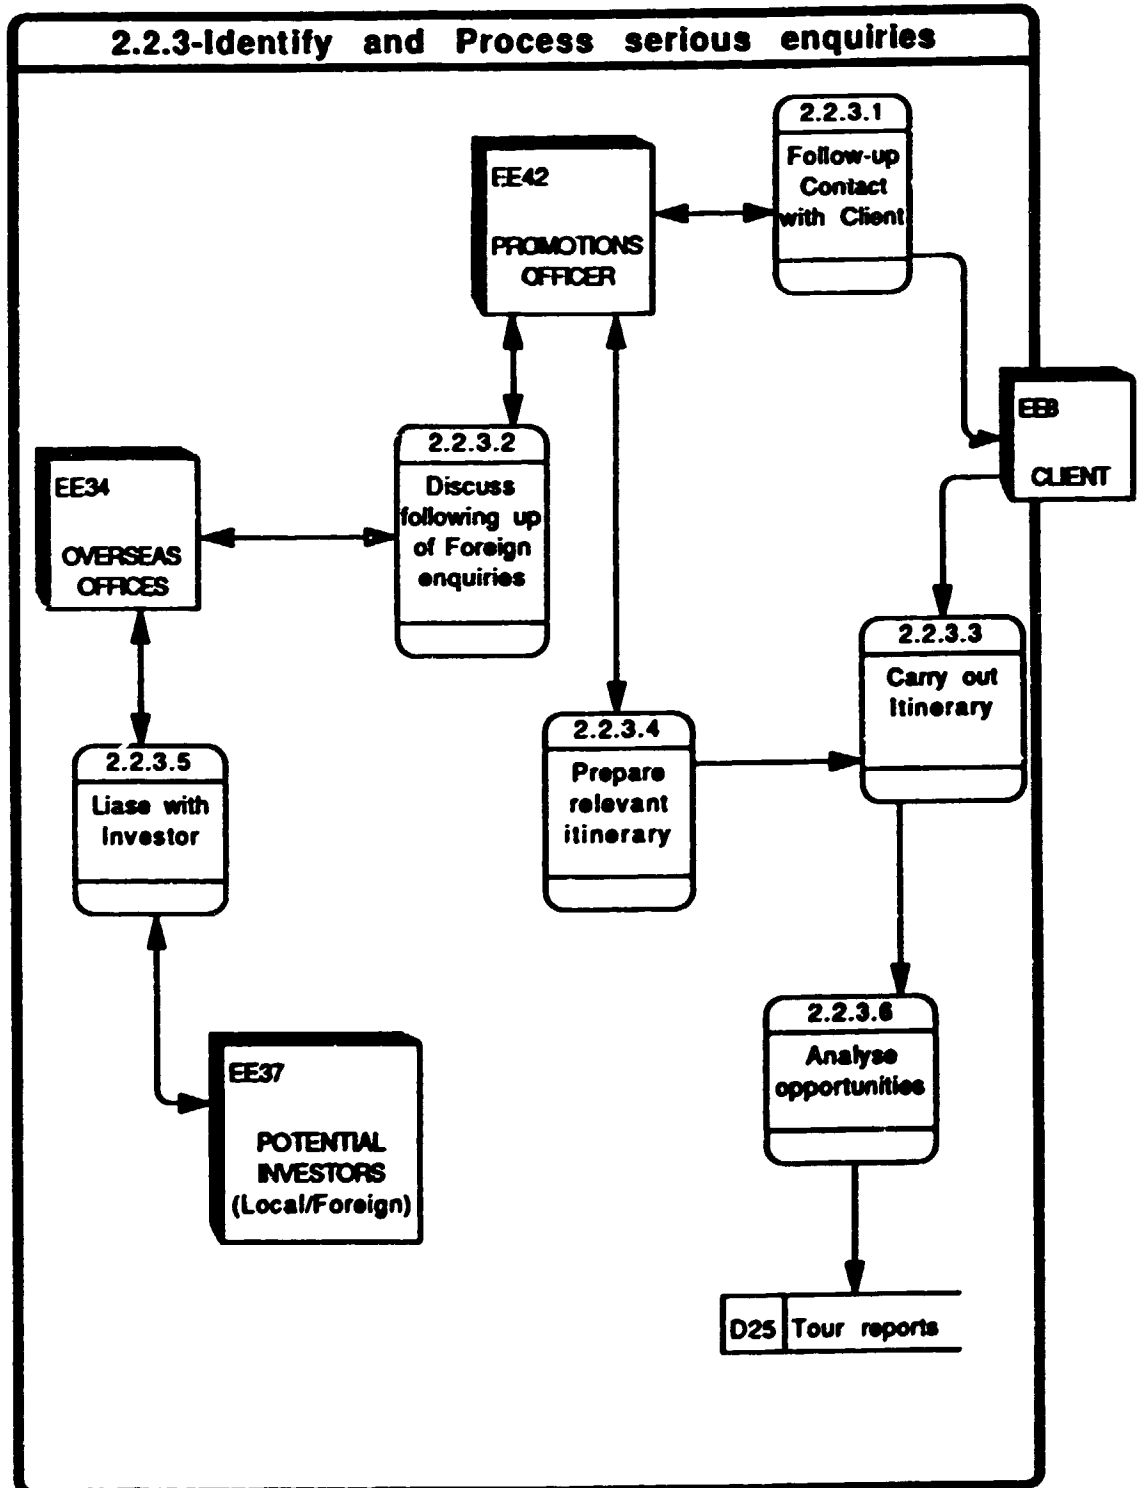 2.2.3-Identify and Process serious enquiries
2.2.3.1
Follow-up
Contact
with Client
EE42
PROMOTIONS
OFFICER
EE8
CLIENT
2.2.3.2
Discuss
following up
of Foreign
enquiries
EE34
OVERSEAS
OFFICES
2.2.3.3
Carry out
Itinerary
2.2.3.4
Prepare
relevant
itinerary
2.2.3.5
Liase with
Investor
2.2.3.6
Analyse
opportunities
EE37
POTENTIAL
INVESTORS
(Local/Foreign)
D25 Tour reports